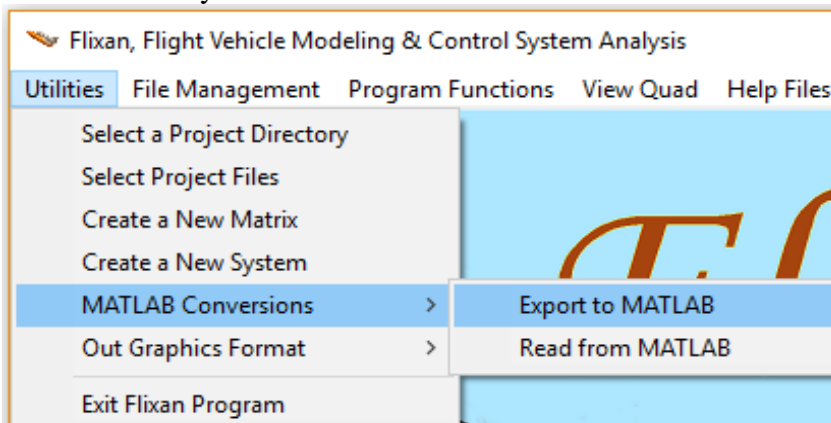 Flixan, Flight Vehicle Modeling & Control System Analysis
Utilities File Management Program Functions View Quad Help Files
Select a Project Directory
Select Project Files
Create a New Matrix
Create a New System
MATLAB Conversions > Export to MATLAB
Out Graphics Format > Read from MATLAB
Exit Flixan Program